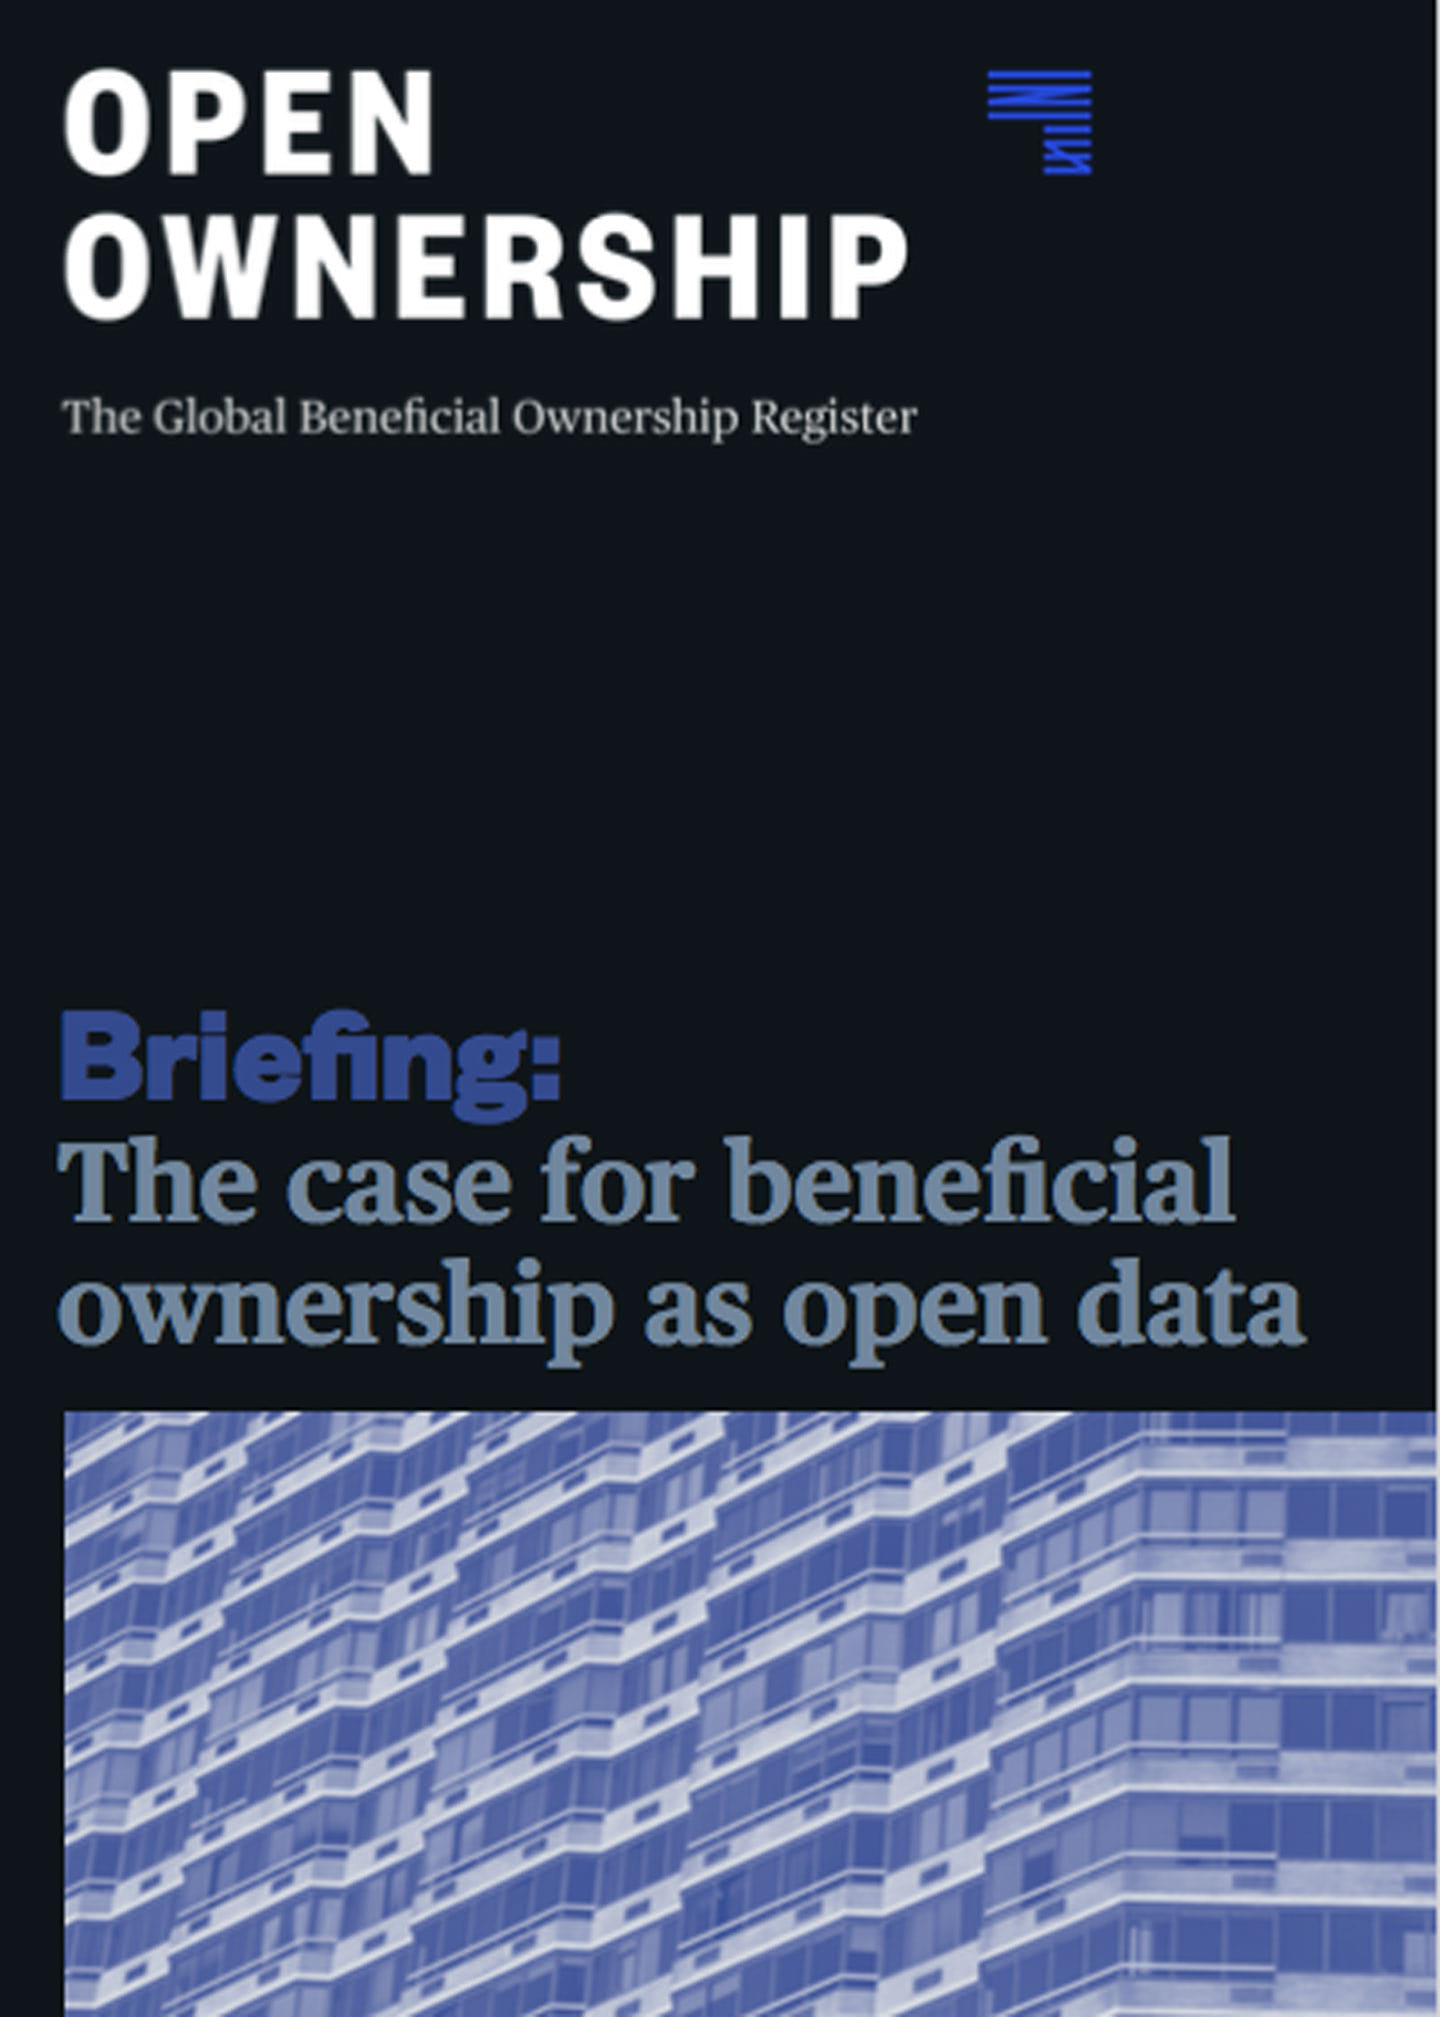 OPEN
OWNERSHIP
The Global Beneficial Ownership Register
Briefing:
The case for beneficial
ownership as open data